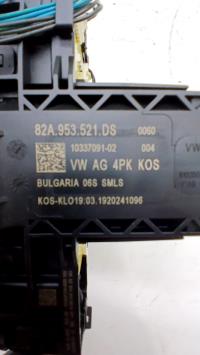 82A.953.521.DS 0060
10337091-02 004
VW AG 4PK KOS
BULGARIA 06S SMLS
KOS-KLO19:03.1920241096
VW